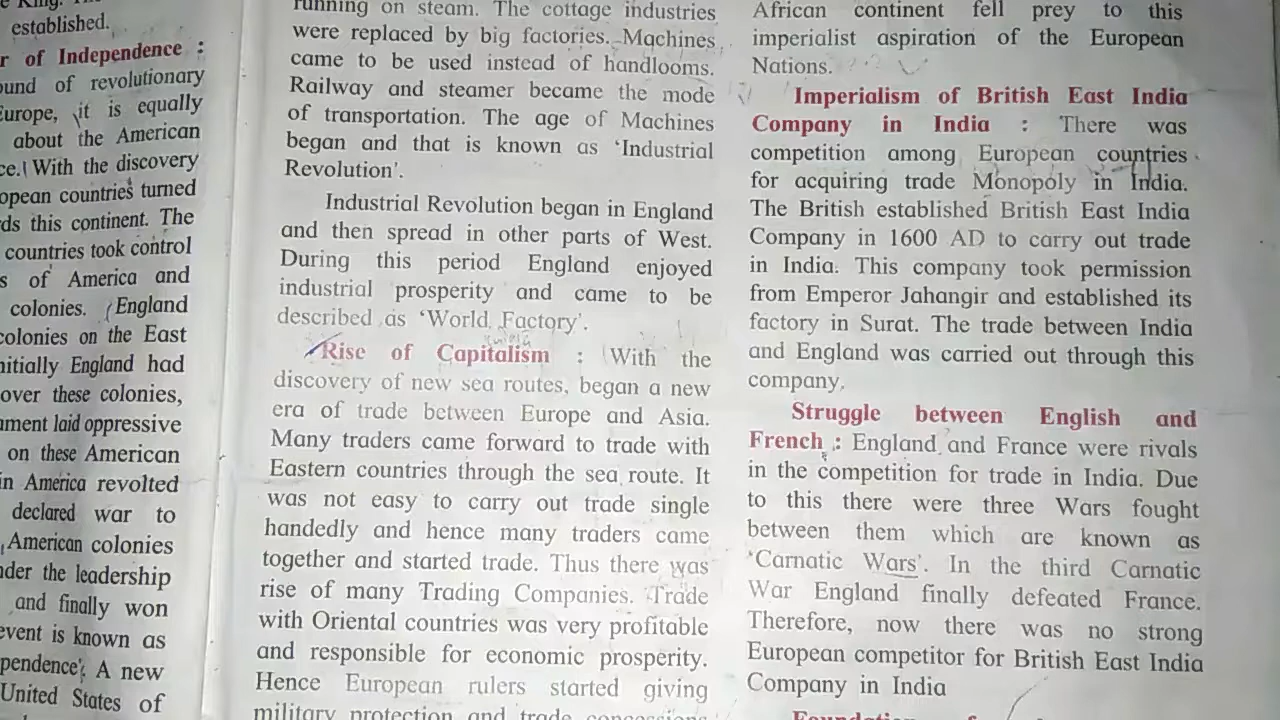 established.
r of Independence :
ound of revolutionary
Europe, it is equally
about the American
ce. With the discovery
opean countries turned
ds this continent. The
countries took control
s of America and
colonies. England
colonies on the East
nitially England had
over these colonies,
nment laid oppressive
on these American
in America revolted
declared war to
American colonies
nder the leadership
and finally won
event is known as
pendence'. A new
United States of
running on steam. The cottage industries
were replaced by big factories. Machines
came to be used instead of handlooms.
Railway and steamer became the mode
of transportation. The age of Machines
began and that is known as 'Industrial
Revolution'.
Industrial Revolution began in England
and then spread in other parts of West.
During this period England enjoyed
industrial prosperity and came to be
described as 'World Factory'.
Rise of Capitalism : With the
discovery of new sea routes, began a new
era of trade between Europe and Asia.
Many traders came forward to trade with
Eastern countries through the sea route. It
was not easy to carry out trade single
handedly and hence many traders came
together and started trade. Thus there was
rise of many Trading Companies. Trade
with Oriental countries was very profitable
and responsible for economic prosperity.
Hence European rulers started giving
military protection and trade concessions
African continent fell prey to this
imperialist aspiration of the European
Nations.
Imperialism of British East India
Company in India : There was
competition among European countries
for acquiring trade Monopoly in India.
The British established British East India
Company in 1600 AD to carry out trade
in India. This company took permission
from Emperor Jahangir and established its
factory in Surat. The trade between India
and England was carried out through this
company.
Struggle between English and
French : England and France were rivals
in the competition for trade in India. Due
to this there were three Wars fought
between them which are known as
'Carnatic Wars'. In the third Carnatic
War England finally defeated France.
Therefore, now there was no strong
European competitor for British East India
Company in India